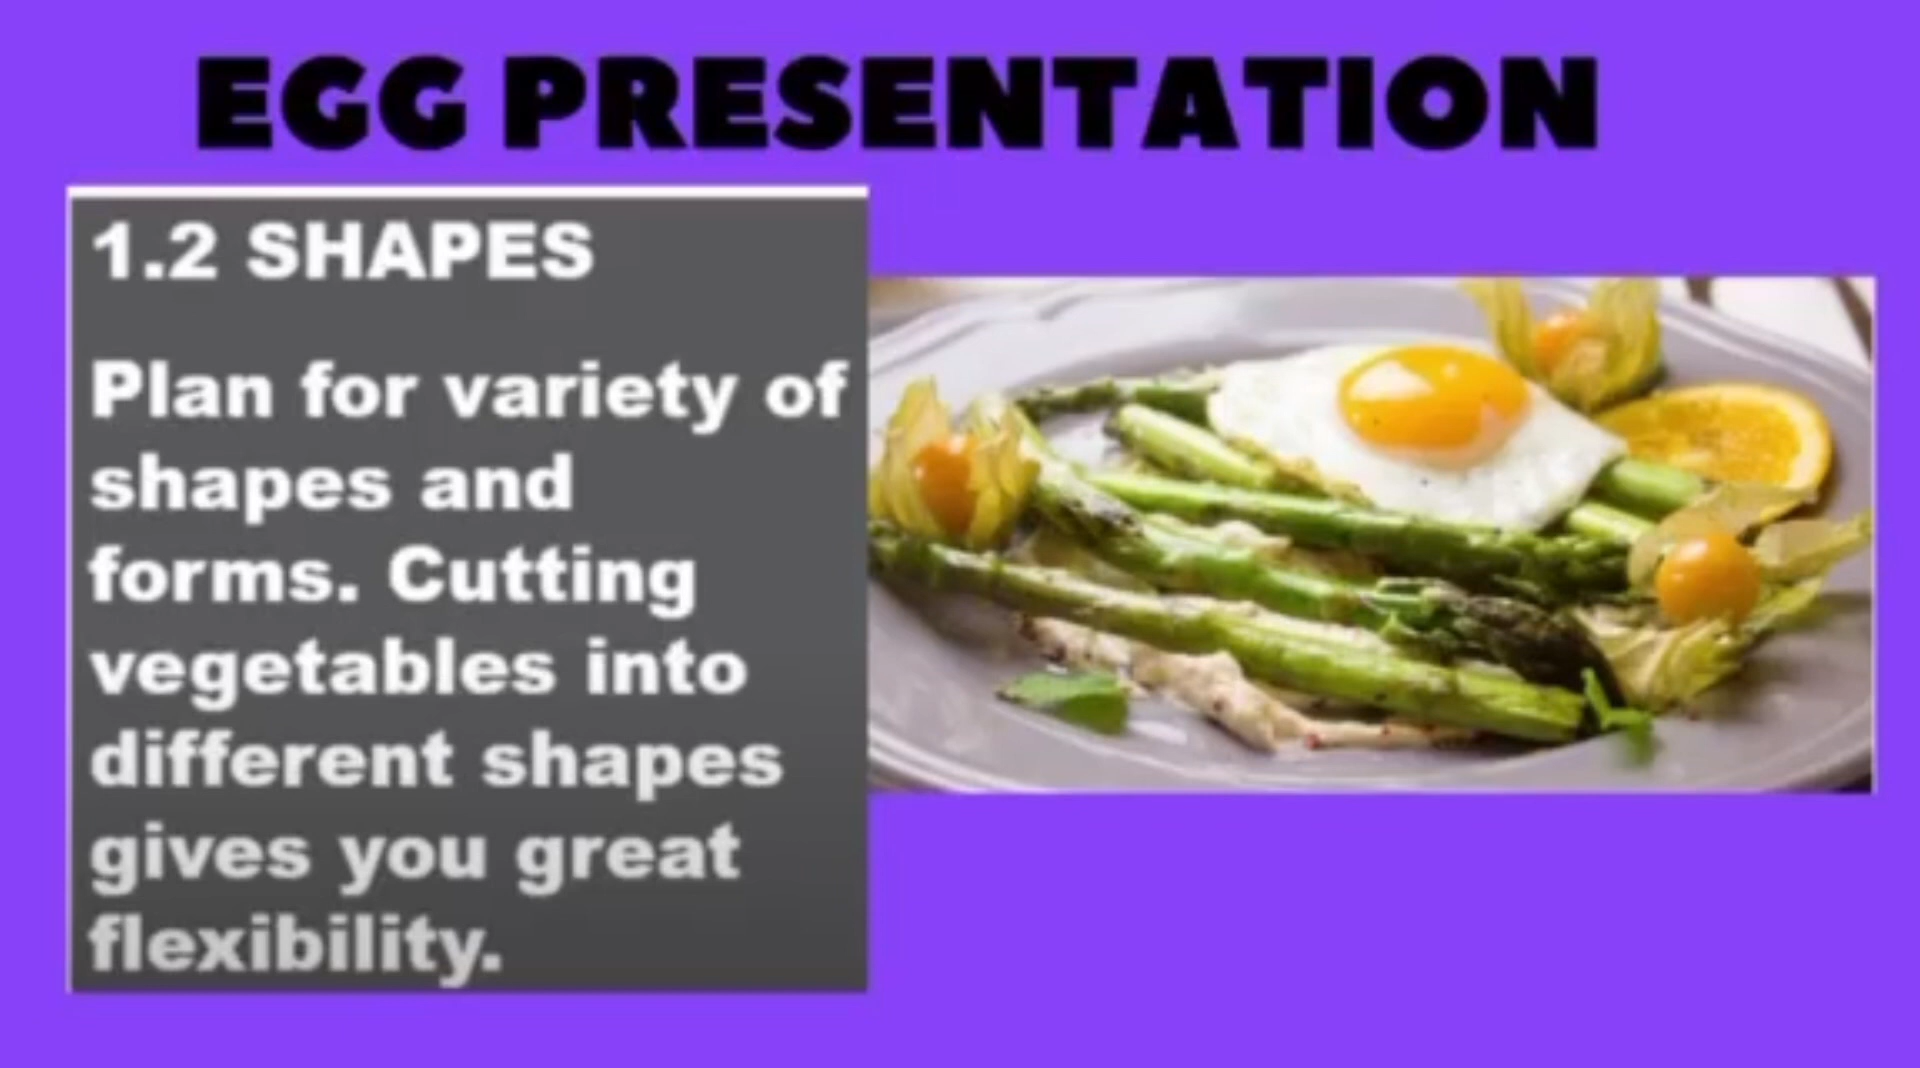 EGG PRESENTATION
1.2 SHAPES
Plan for variety of
shapes and
forms. Cutting
vegetables into
different shapes
gives you great
flexibility.